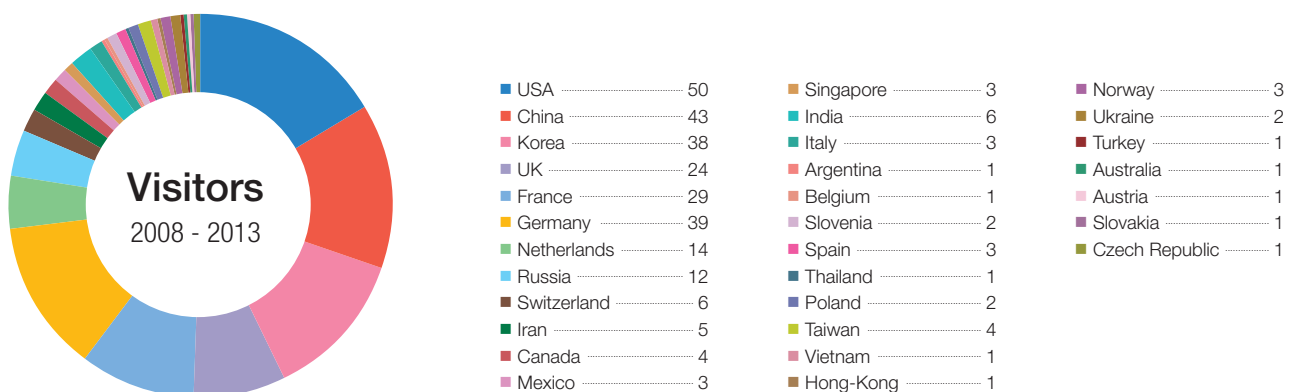 Visitors
2008 - 2013
USA 50
China 43
Korea 38
UK 24
France 29
Germany 39
Netherlands 14
Russia 12
Switzerland 6
Iran 5
Canada 4
Mexico 3
Singapore 3
India 6
Italy 3
Argentina 1
Belgium 1
Slovenia 2
Spain 3
Thailand 1
Poland 2
Taiwan 4
Vietnam 1
Hong-Kong 1
Norway 3
Ukraine 2
Turkey 1
Australia 1
Austria 1
Slovakia 1
Czech Republic 1